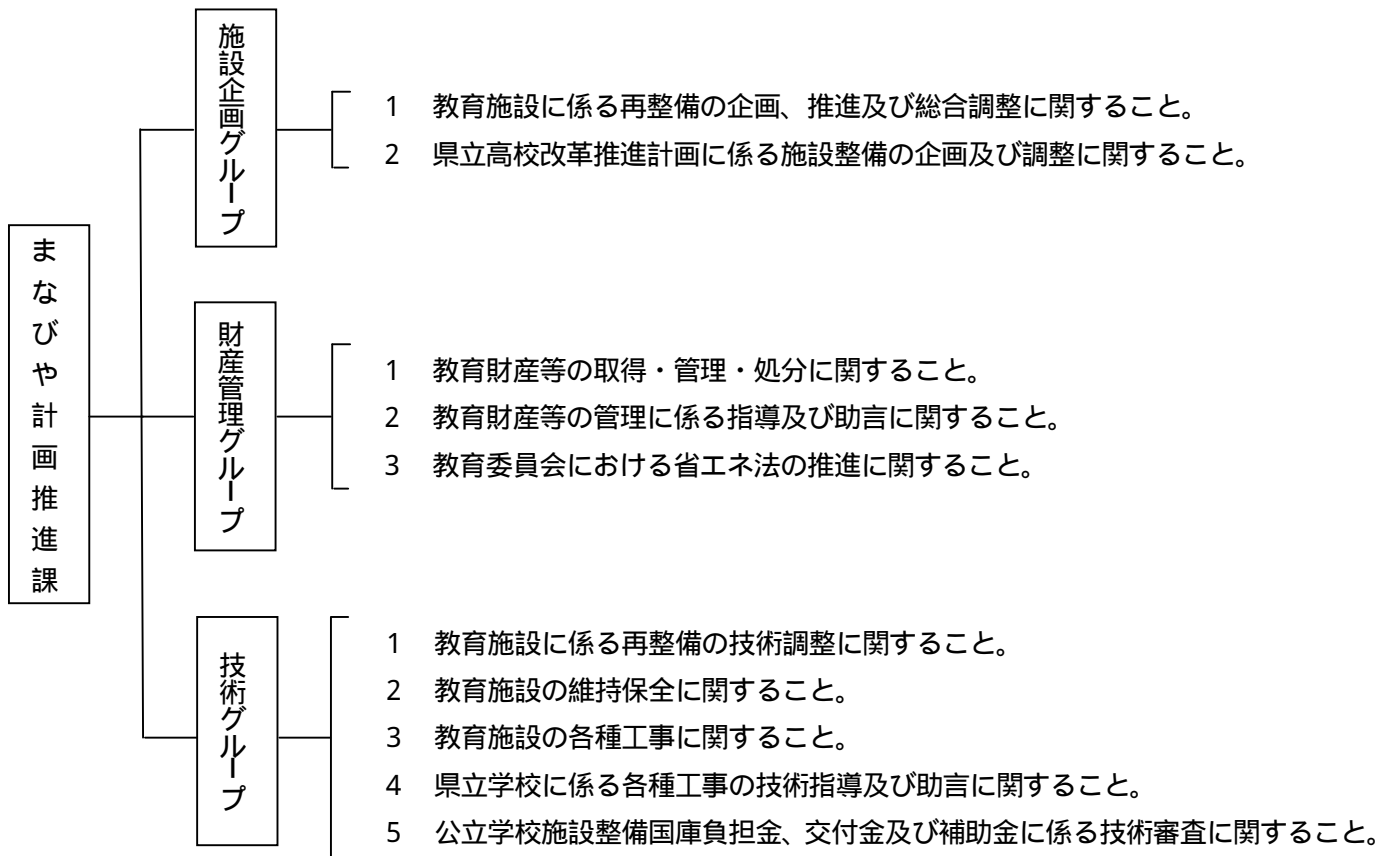 まなびや計画推進課
施設企画グループ
1 教育施設に係る再整備の企画、推進及び総合調整に関すること。
2 県立高校改革推進計画に係る施設整備の企画及び調整に関すること。
財産管理グループ
1 教育財産等の取得・管理・処分に関すること。
2 教育財産等の管理に係る指導及び助言に関すること。
3 教育委員会における省エネ法の推進に関すること。
技術グループ
1 教育施設に係る再整備の技術調整に関すること。
2 教育施設の維持保全に関すること。
3 教育施設の各種工事に関すること。
4 県立学校に係る各種工事の技術指導及び助言に関すること。
5 公立学校施設整備国庫負担金、交付金及び補助金に係る技術審査に関すること。